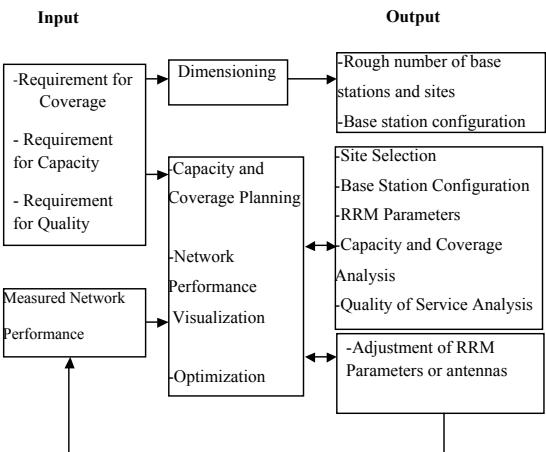 Input
Output
-Requirement for
Coverage
- Requirement
for Capacity
- Requirement
for Quality
Dimensioning
-Rough number of base
stations and sites
-Base station configuration
-Capacity and
Coverage Planning
-Network
Performance
Visualization
-Optimization
-Site Selection
-Base Station Configuration
-RRM Parameters
-Capacity and Coverage
Analysis
-Quality of Service Analysis
Measured Network
Performance
-Adjustment of RRM
Parameters or antennas